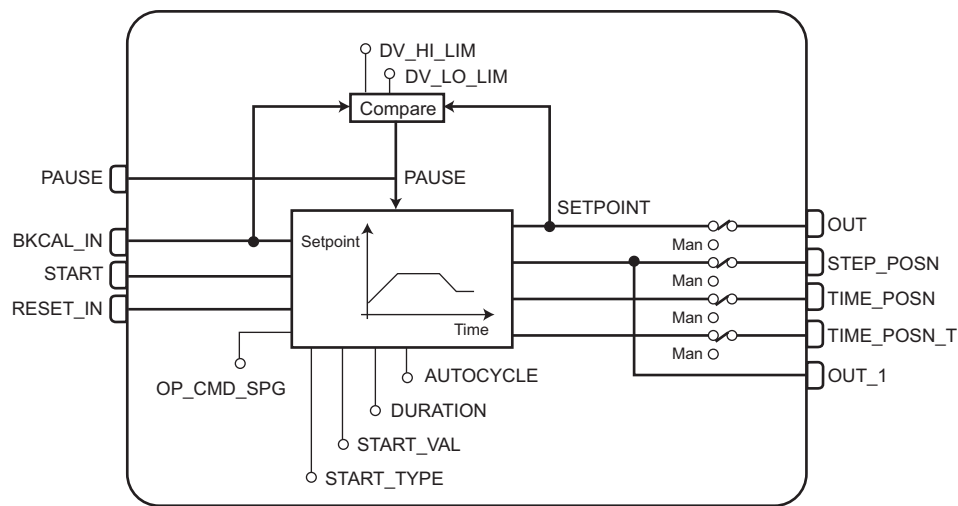 DV_HI_LIM
DV_LO_LIM
Compare
PAUSE
PAUSE
SETPOINT
OUT
BKCAL_IN
Setpoint
Man
STEP_POSN
START
Man
TIME_POSN
RESET_IN
Man
Time
TIME_POSN_T
Man
OP_CMD_SPG
AUTOCYCLE
OUT_1
DURATION
START_VAL
START_TYPE